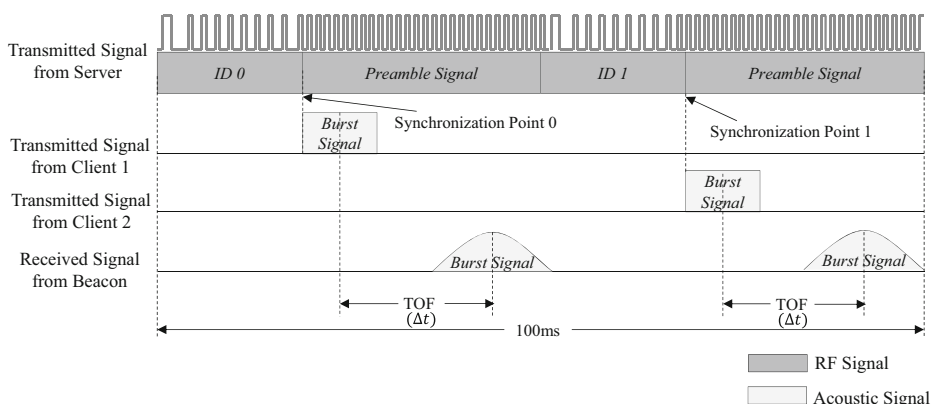 Transmitted Signal
from Server
ID 0
Preamble Signal
ID 1
Preamble Signal
Synchronization Point 0
Synchronization Point 1
Transmitted Signal
from Client 1
Burst
Signal
Transmitted Signal
from Client 2
Burst
Signal
Received Signal
from Beacon
Burst Signal
Burst Signal
TOF
(Δt)
TOF
(Δt)
100ms
RF Signal
Acoustic Signal